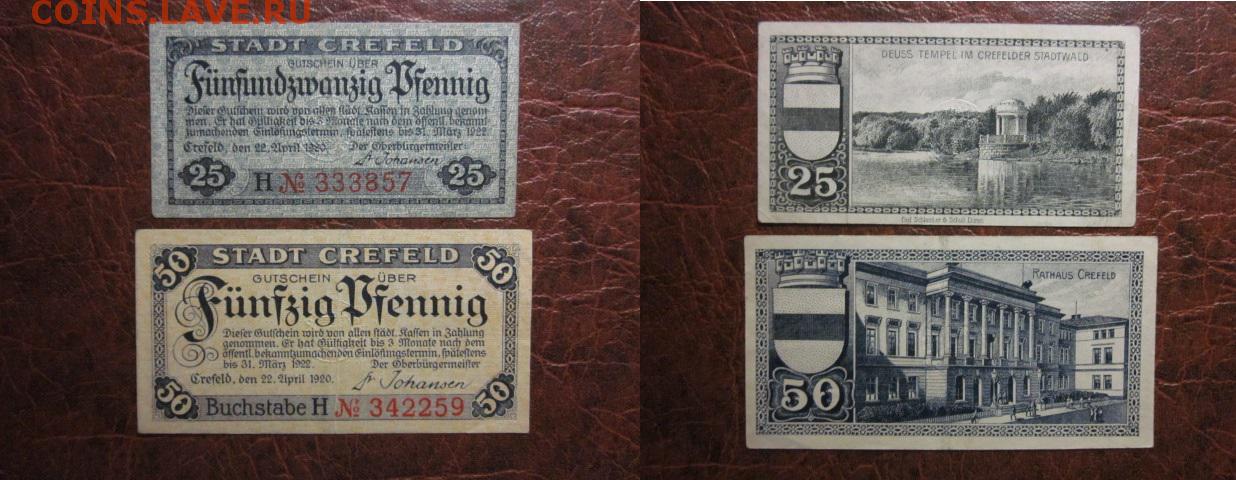 COINS.LAVE.RU
STADT CREFELD
GUTSCHEIN ÜBER
Fünfundzwanzig Pfennig
Dieser Gutschein wird von allen städt. Kassen in Zahlung genom-
men. Er hat Gültigkeit bis 3 Monate nach dem öffentl. bekannt-
zumachenden Einlösungstermin, spätestens bis 31. März 1922.
Crefeld, den 22. April 1920. Der Oberbürgermeister:
Dr Johansen
25 H № 333857 25
50 STADT CREFELD 50
GUTSCHEIN ÜBER
Fünfzig Pfennig
Dieser Gutschein wird von allen städt. Kassen in Zahlung
genommen. Er hat Gültigkeit bis 3 Monate nach dem
öffentl. bekanntzumachenden Einlösungstermin, spätestens
bis 31. März 1922. Der Oberbürgermeister
Crefeld, den 22. April 1920. Dr Johansen
50 Buchstabe H № 342259 50
DEUSS TEMPEL IM CREFELDER STADTWALD
25
RATHAUS CREFELD
50